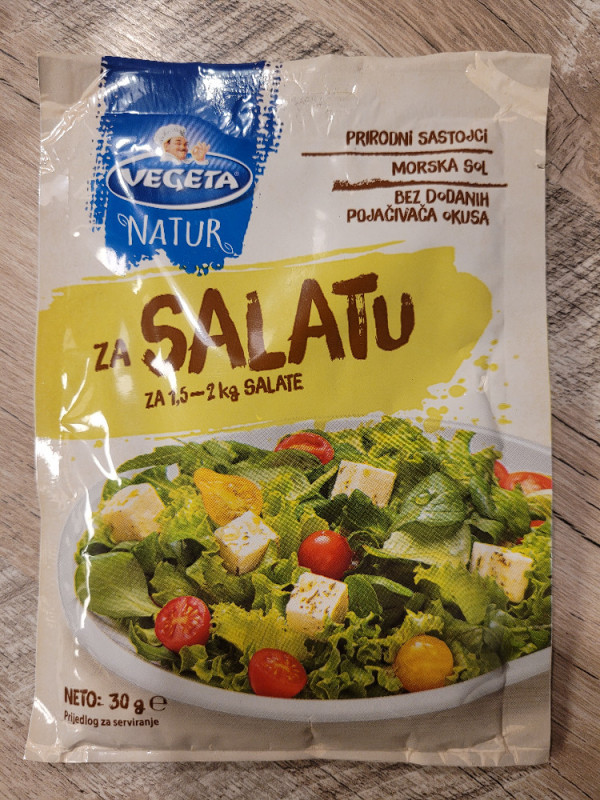 VEGETA
NATUR
PRIRODNI SASTOJCI
MORSKA SOL
BEZ DODANIH
POJAČIVAČA OKUSA
ZA SALATU
ZA 1,5-2 kg SALATE
NETO: 30 g ℮
Prijedlog za serviranje